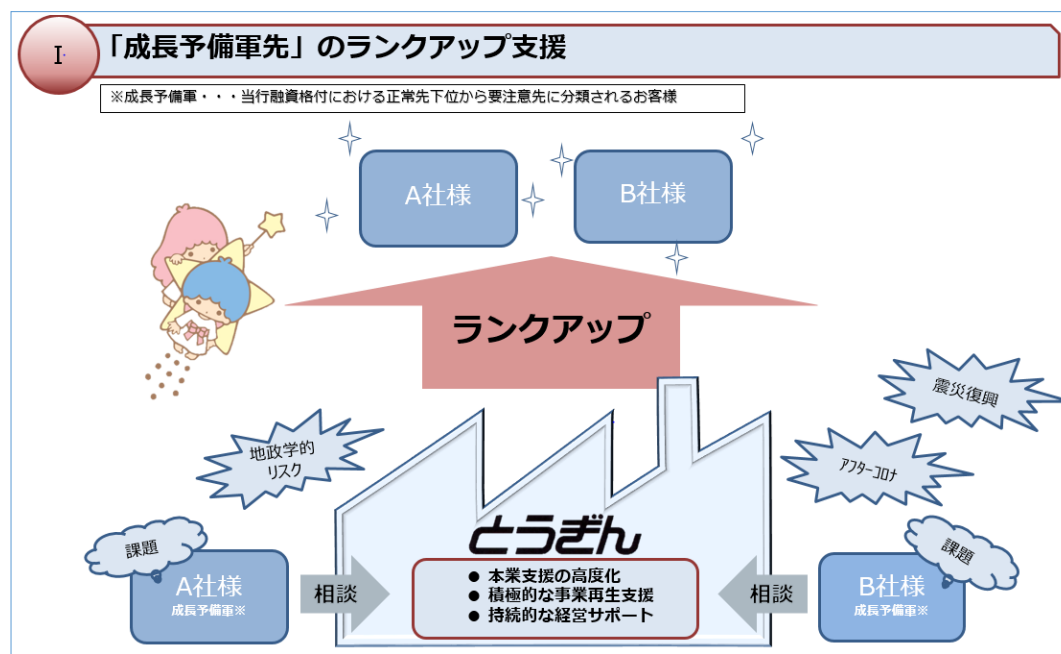 I
「成長予備軍先」のランクアップ支援
※成長予備軍・・・当行融資格付における正常先下位から要注意先に分類されるお客様
A社様
B社様
ランクアップ
震災復興
地政学的
リスク
アフターコロナ
とうぎん
課題
課題
A社様
成長予備軍※
相談
● 本業支援の高度化
● 積極的な事業再生支援
● 持続的な経営サポート
相談
B社様
成長予備軍※